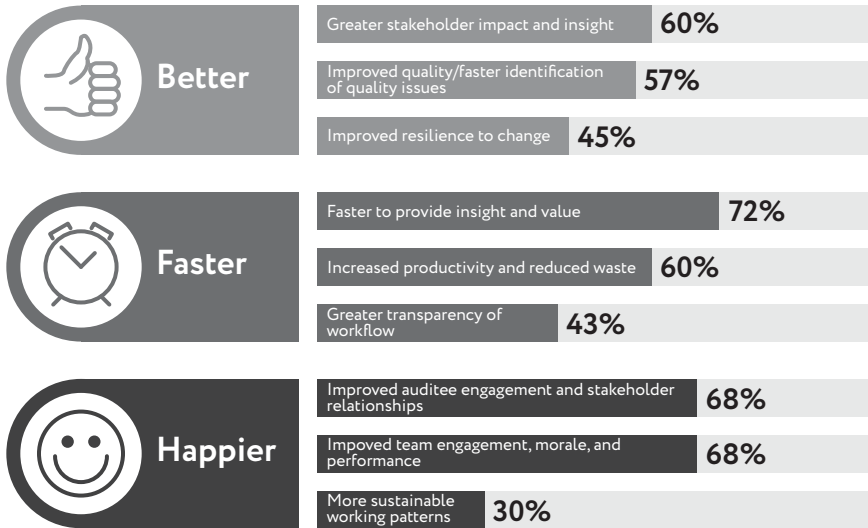 Better
Greater stakeholder impact and insight
60%
Improved quality/faster identification
of quality issues
57%
Improved resilience to change
45%
Faster
Faster to provide insight and value
72%
Increased productivity and reduced waste
60%
Greater transparency of
workflow
43%
Happier
Improved auditee engagement and stakeholder
relationships
68%
Impoved team engagement, morale, and
performance
68%
More sustainable
working patterns
30%